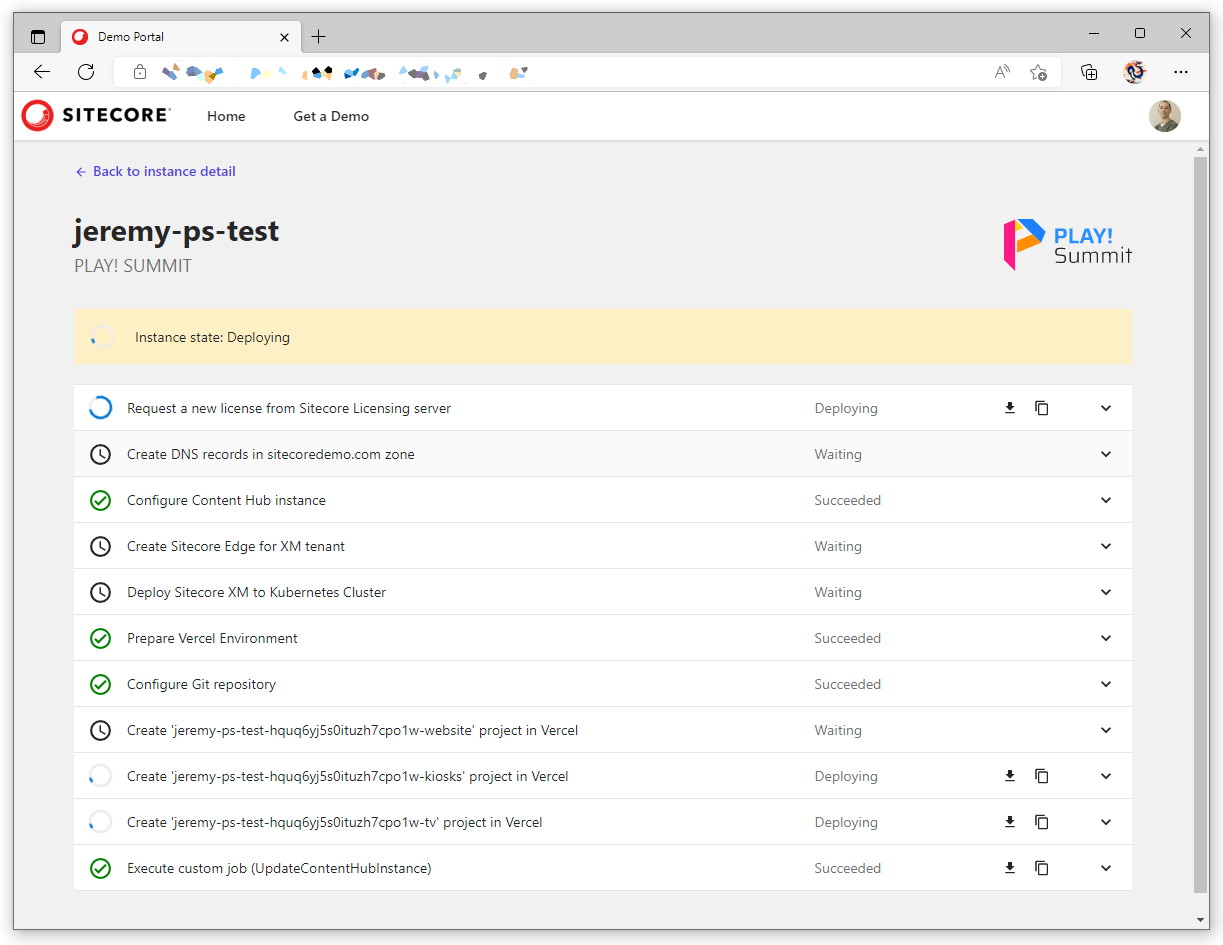 Demo Portal
SITECORE Home Get a Demo
← Back to instance detail
jeremy-ps-test
PLAY! SUMMIT
PLAY!
Summit
Instance state: Deploying
Request a new license from Sitecore Licensing server Deploying
Create DNS records in sitecoredemo.com zone Waiting
Configure Content Hub instance Succeeded
Create Sitecore Edge for XM tenant Waiting
Deploy Sitecore XM to Kubernetes Cluster Waiting
Prepare Vercel Environment Succeeded
Configure Git repository Succeeded
Create 'jeremy-ps-test-hquq6yj5s0ituzh7cpo1w-website' project in Vercel Waiting
Create 'jeremy-ps-test-hquq6yj5s0ituzh7cpo1w-kiosks' project in Vercel Deploying
Create 'jeremy-ps-test-hquq6yj5s0ituzh7cpo1w-tv' project in Vercel Deploying
Execute custom job (UpdateContentHubInstance) Succeeded